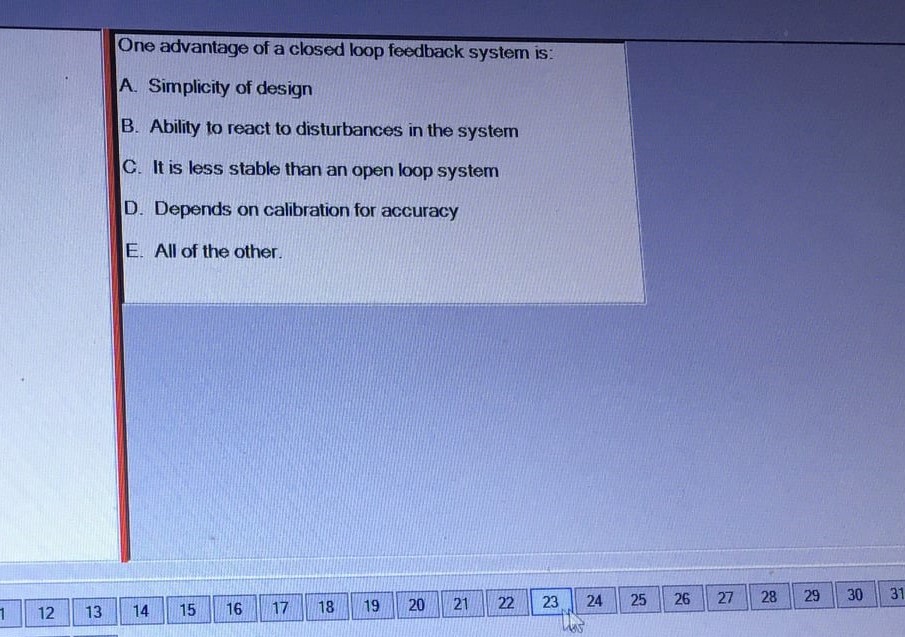 One advantage of a closed loop feedback system is:
A. Simplicity of design
B. Ability to react to disturbances in the system
C. It is less stable than an open loop system
D. Depends on calibration for accuracy
E. All of the other.
1 12 13 14 15 16 17 18 19 20 21 22 23 24 25 26 27 28 29 30 31